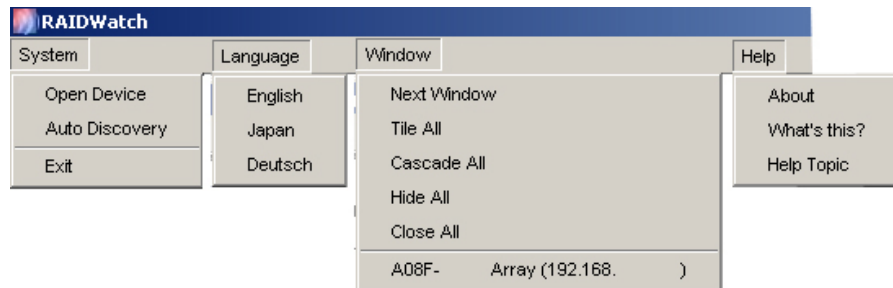 RAIDWatch
System
Open Device
Auto Discovery
Exit
Language
English
Japan
Deutsch
Window
Next Window
Tile All
Cascade All
Hide All
Close All
A08F- Array (192.168. )
Help
About
What's this?
Help Topic